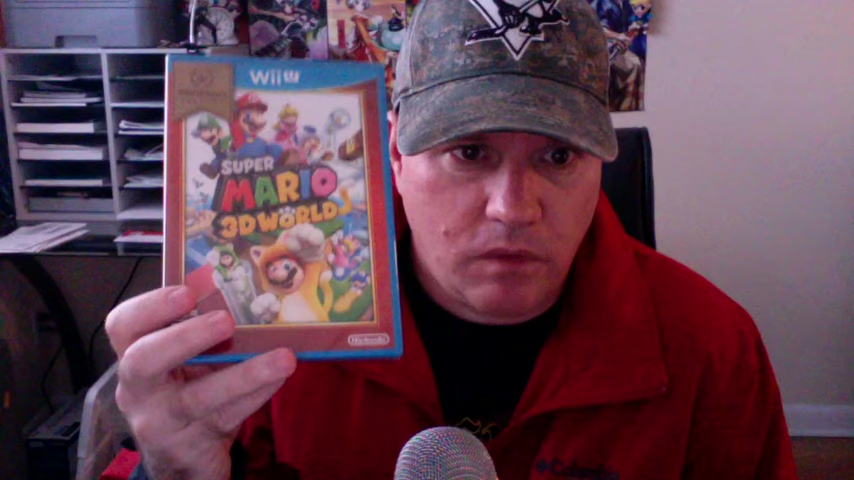 Wii U
SUPER
MARIO
3D WORLD
Nintendo
Columbia